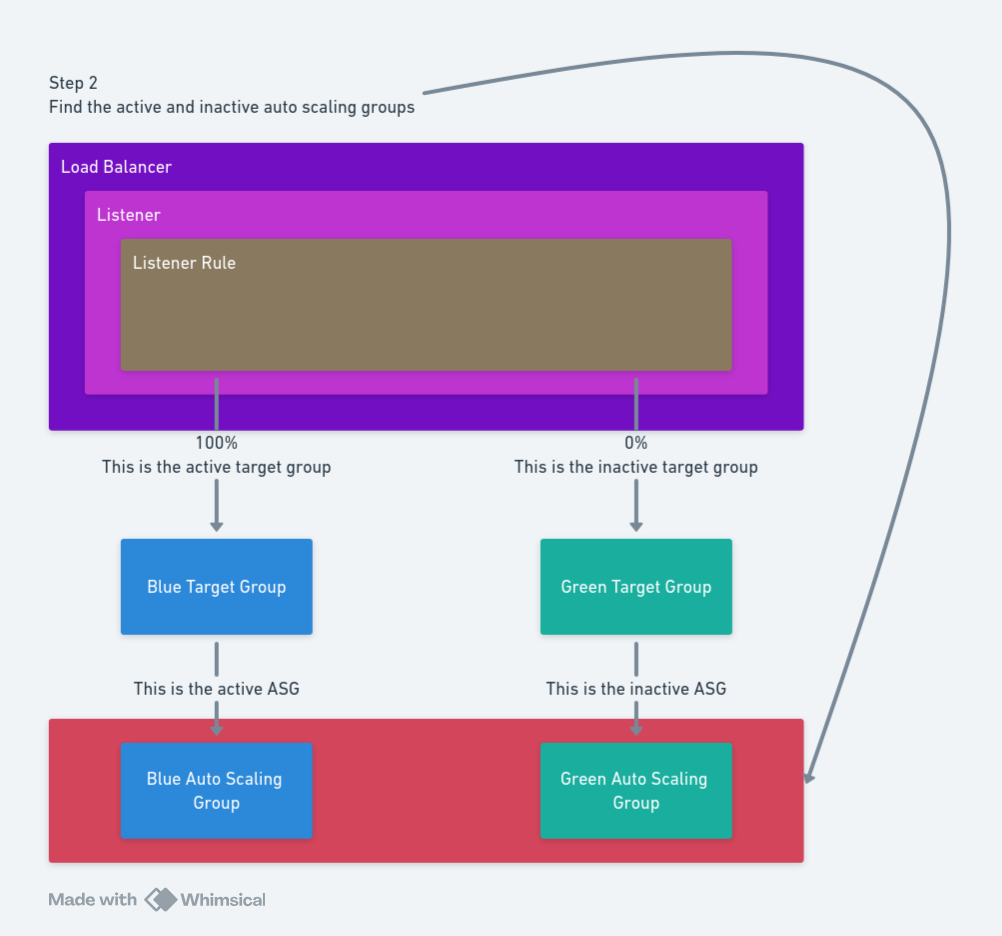 Step 2
Find the active and inactive auto scaling groups
Load Balancer
Listener
Listener Rule
100%
This is the active target group
0%
This is the inactive target group
Blue Target Group
Green Target Group
This is the active ASG
This is the inactive ASG
Blue Auto Scaling
Group
Green Auto Scaling
Group
Made with Whimsical